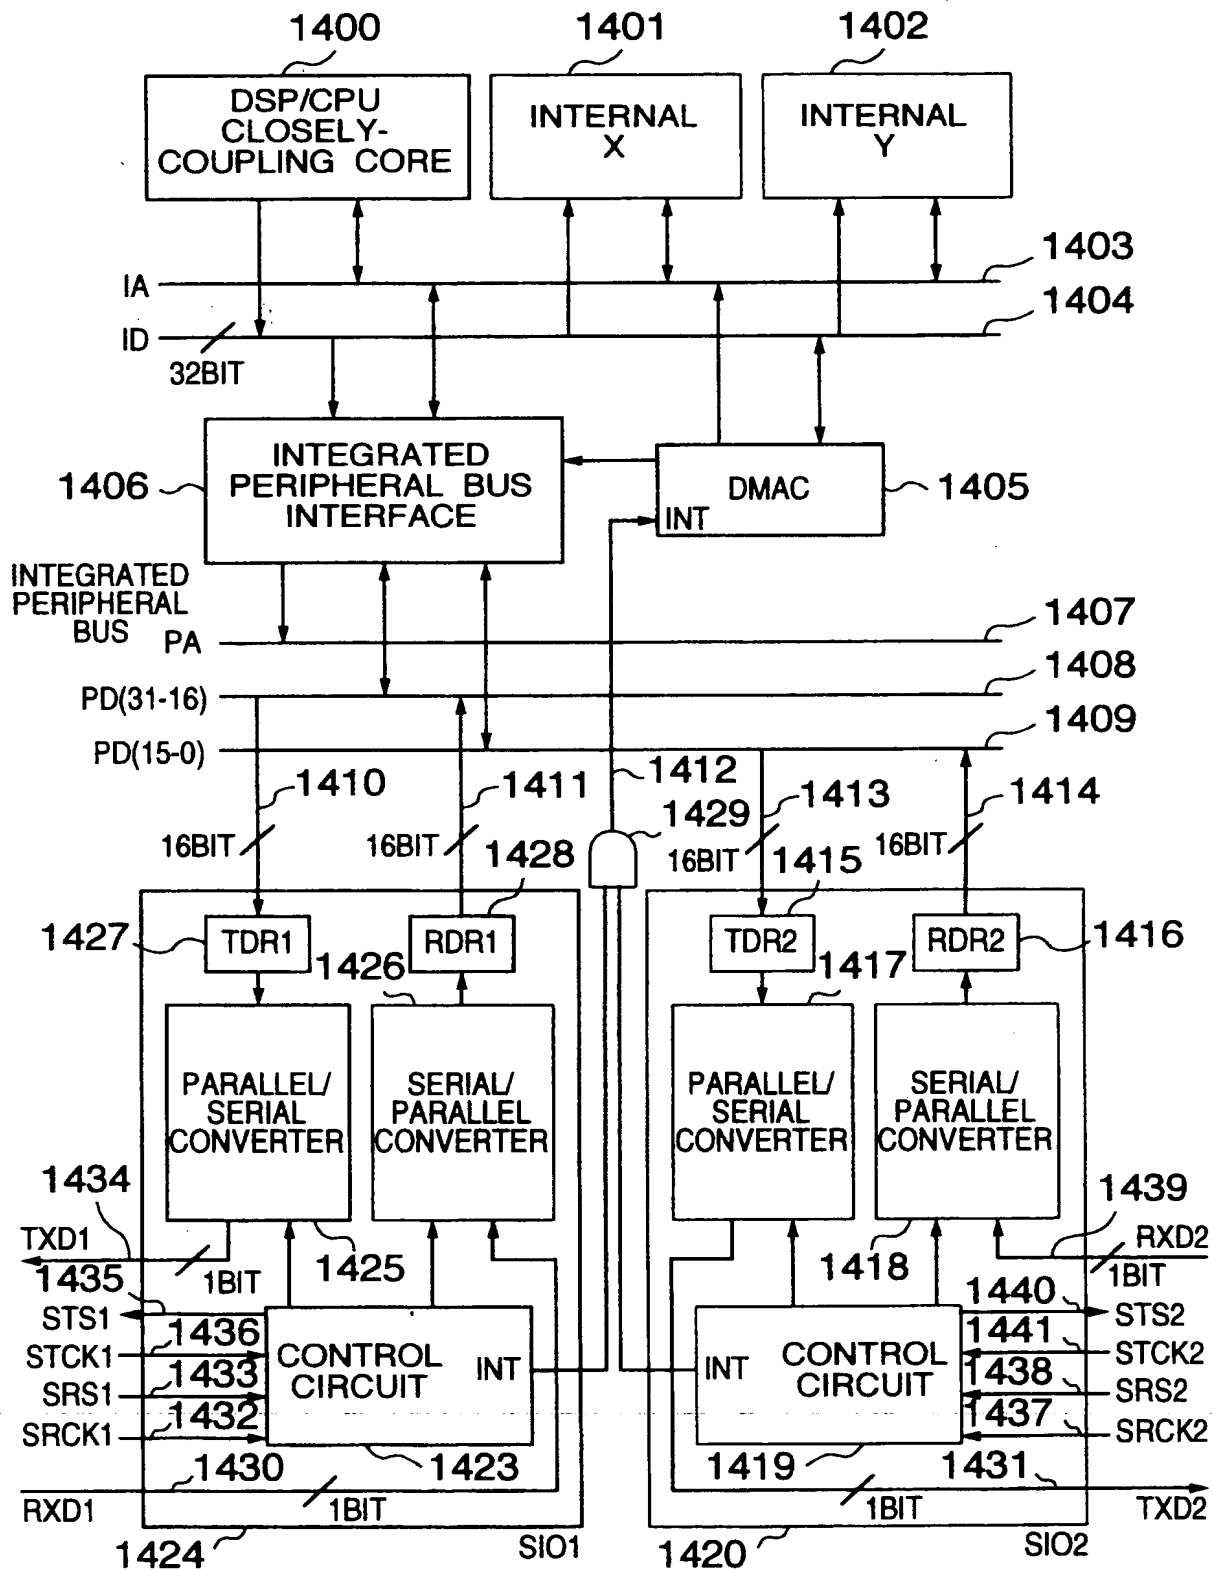 1400
1401
1402
DSP/CPU
CLOSELY-
COUPLING CORE
INTERNAL
X
INTERNAL
Y
1403
IA
1404
ID
32BIT
INTEGRATED
PERIPHERAL BUS
INTERFACE
1406
DMAC
INT
1405
INTEGRATED
PERIPHERAL
BUS
PA
1407
PD(31-16)
1408
PD(15-0)
1409
1410
1411
1412
1413
1414
1429
16BIT
16BIT
16BIT
16BIT
1428
1415
1427
TDR1
RDR1
TDR2
RDR2
1416
1426
1417
PARALLEL/
SERIAL
CONVERTER
SERIAL/
PARALLEL
CONVERTER
PARALLEL/
SERIAL
CONVERTER
SERIAL/
PARALLEL
CONVERTER
1434
1439
TXD1
1BIT
1425
1418
RXD2
1BIT
1435
1440
STS1
STS2
1436
1441
STCK1
STCK2
1433
1438
SRS1
SRS2
1432
1437
SRCK1
SRCK2
CONTROL
CIRCUIT
INT
INT
CONTROL
CIRCUIT
1430
1423
1419
1431
RXD1
1BIT
1BIT
TXD2
1424
SIO1
1420
SIO2